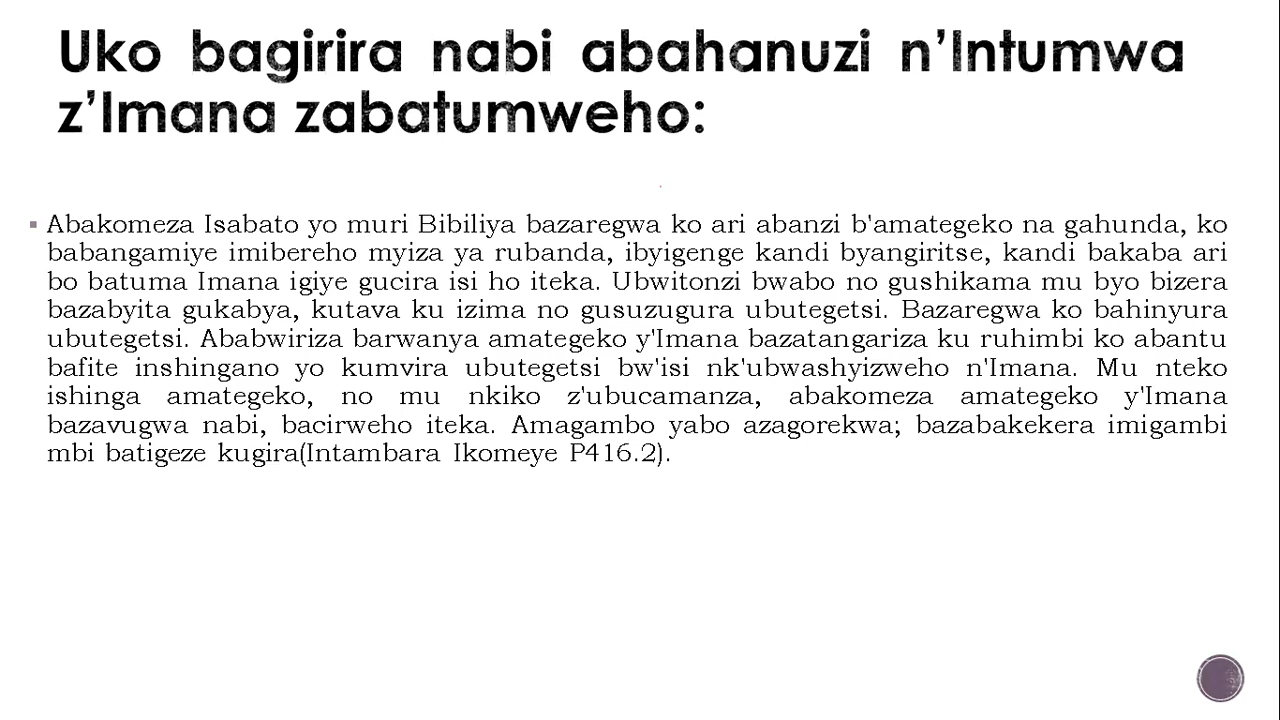 Uko bagirira nabi abahanuzi n’Intumwa
z’Imana zabatumweho:
Abakomeza Isabato yo muri Bibiliya bazaregwa ko ari abanzi b'amategeko na gahunda, ko
babangamiye imibereho myiza ya rubanda, ibyigenge kandi byangiritse, kandi bakaba ari
bo batuma Imana igiye gucira isi ho iteka. Ubwitonzi bwabo no gushikama mu byo bizera
bazabyita gukabya, kutava ku izima no gusuzugura ubutegetsi. Bazaregwa ko bahinyura
ubutegetsi. Ababwiriza barwanya amategeko y'Imana bazatangariza ku ruhimbi ko abantu
bafite inshingano yo kumvira ubutegetsi bw'isi nk'ubwashyizweho n'Imana. Mu nteko
ishinga amategeko, no mu nkiko z'ubucamanza, abakomeza amategeko y'Imana
bazavugwa nabi, bacirweho iteka. Amagambo yabo azagorekwa; bazabakekera imigambi
mbi batigeze kugira(Intambara Ikomeye P416.2).